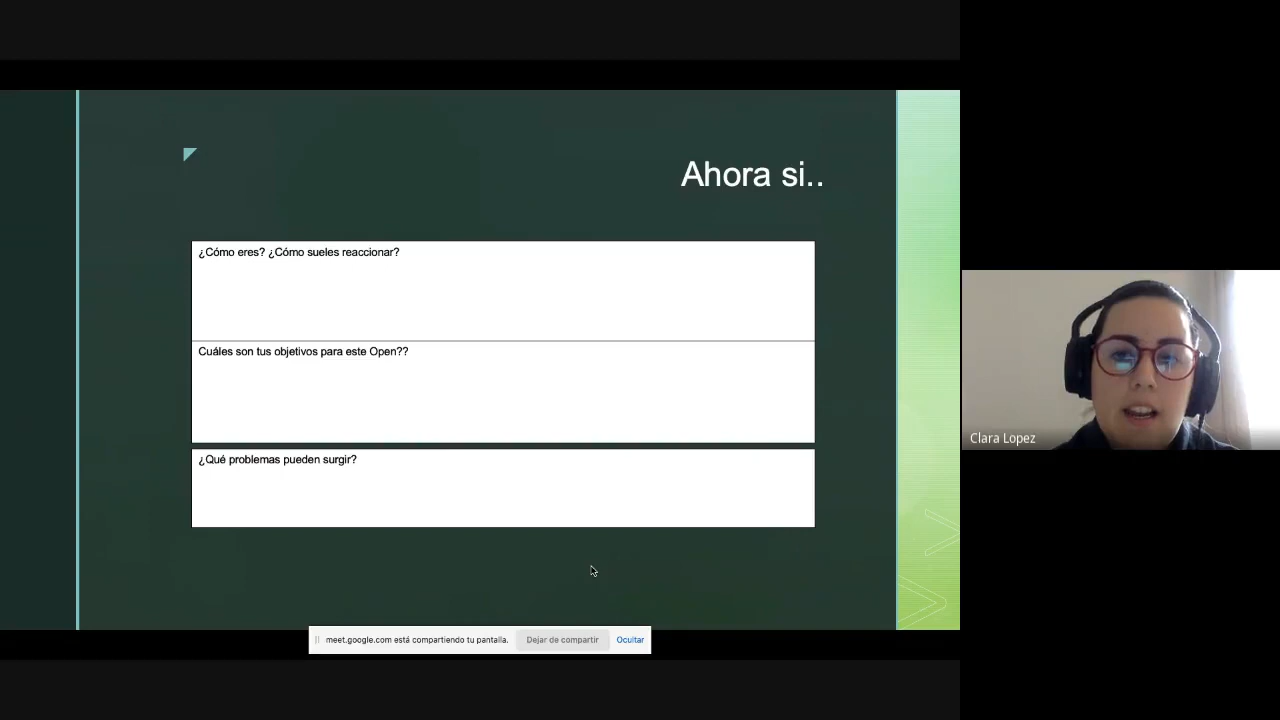 Ahora si..
¿Cómo eres? ¿Cómo sueles reaccionar?
Cuáles son tus objetivos para este Open??
¿Qué problemas pueden surgir?
Clara Lopez
meet.google.com está compartiendo tu pantalla.
Dejar de compartir
Ocultar